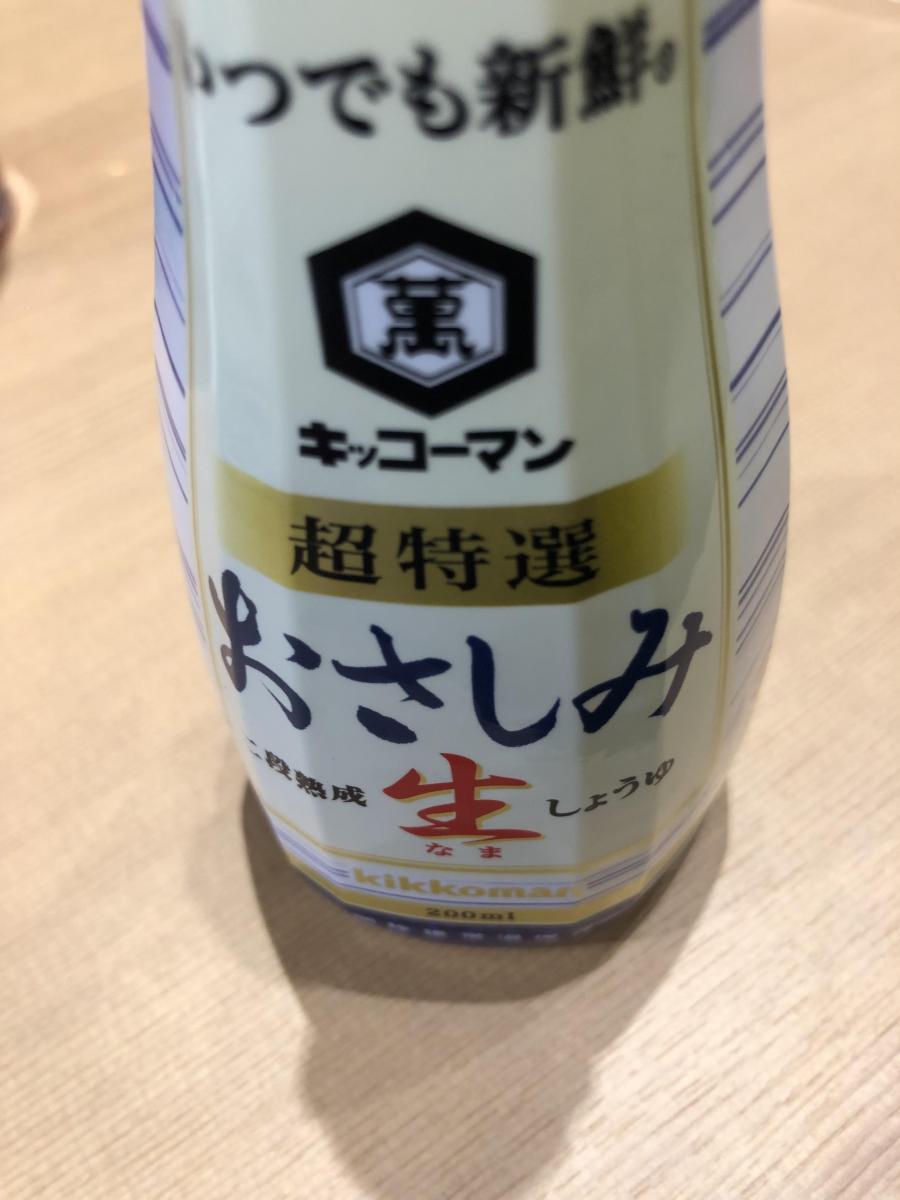 いつでも新鮮®
萬
キッコーマン
超特選
おさしみ
二段熟成 生 しょうゆ
なま
kikkoman
200ml